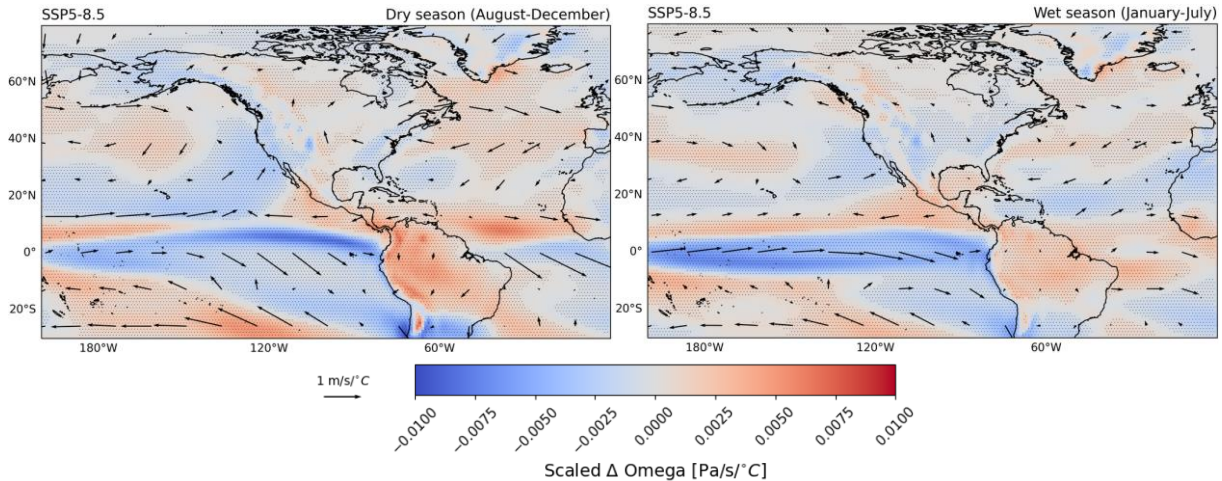 SSP5-8.5 Dry season (August-December) SSP5-8.5 Wet season (January-July)
60°N 60°N
40°N 40°N
20°N 20°N
0° 0°
20°S 20°S
180°W 120°W 60°W 180°W 120°W 60°W
1 m/s/°C
−0.0100 −0.0075 −0.0050 −0.0025 0.0000 0.0025 0.0050 0.0075 0.0100
Scaled Δ Omega [Pa/s/°C]